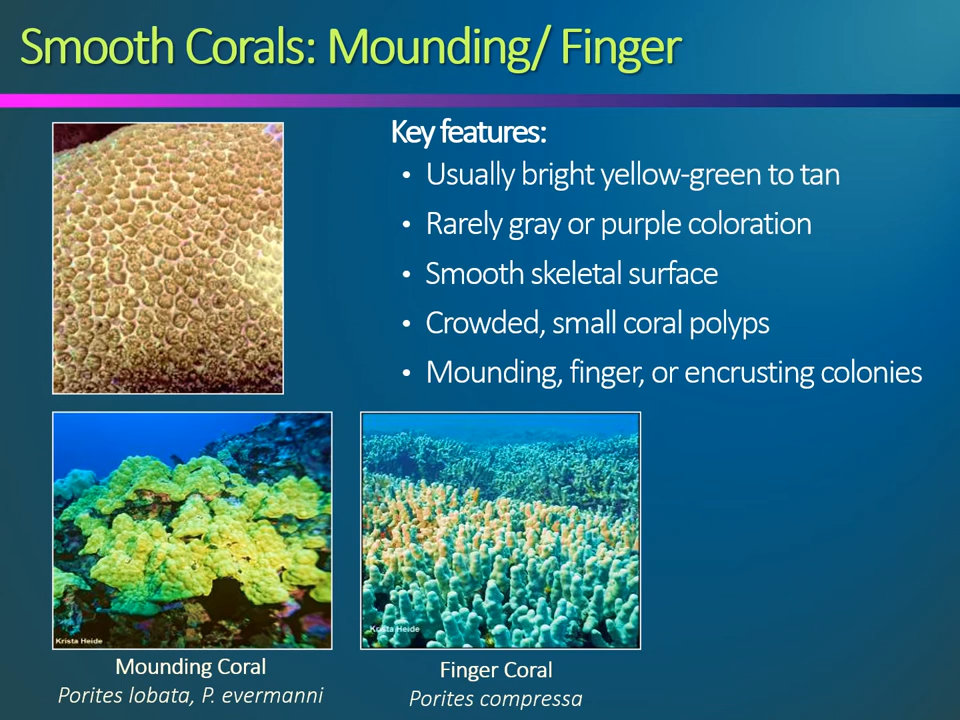 Smooth Corals: Mounding/ Finger
Key features:
• Usually bright yellow-green to tan
• Rarely gray or purple coloration
• Smooth skeletal surface
• Crowded, small coral polyps
• Mounding, finger, or encrusting colonies
Krista Heide
Krista Heide
Mounding Coral
Porites lobata, P. evermanni
Finger Coral
Porites compressa